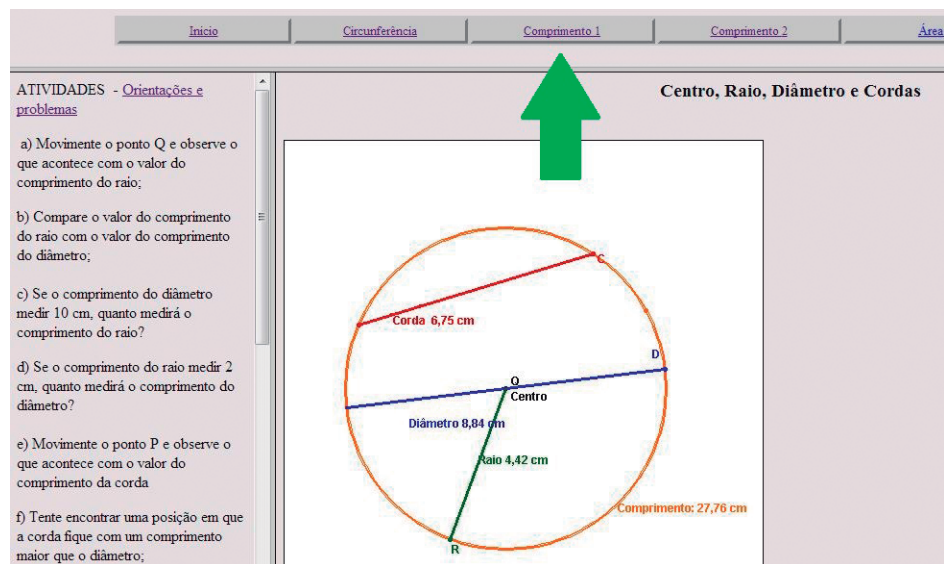 Inicio
Circunferência
Comprimento 1
Comprimento 2
Área
ATIVIDADES - Orientações e
problemas
a) Movimente o ponto Q e observe o
que acontece com o valor do
comprimento do raio;
b) Compare o valor do comprimento
do raio com o valor do comprimento
do diâmetro;
c) Se o comprimento do diâmetro
medir 10 cm, quanto medirá o
comprimento do raio?
d) Se o comprimento do raio medir 2
cm, quanto medirá o comprimento do
diâmetro?
e) Movimente o ponto P e observe o
que acontece com o valor do
comprimento da corda
f) Tente encontrar uma posição em que
a corda fique com um comprimento
maior que o diâmetro;
Centro, Raio, Diâmetro e Cordas
C
Corda 6,75 cm
D
Q
Centro
Diâmetro 8,84 cm
Raio 4,42 cm
Comprimento: 27,76 cm
R